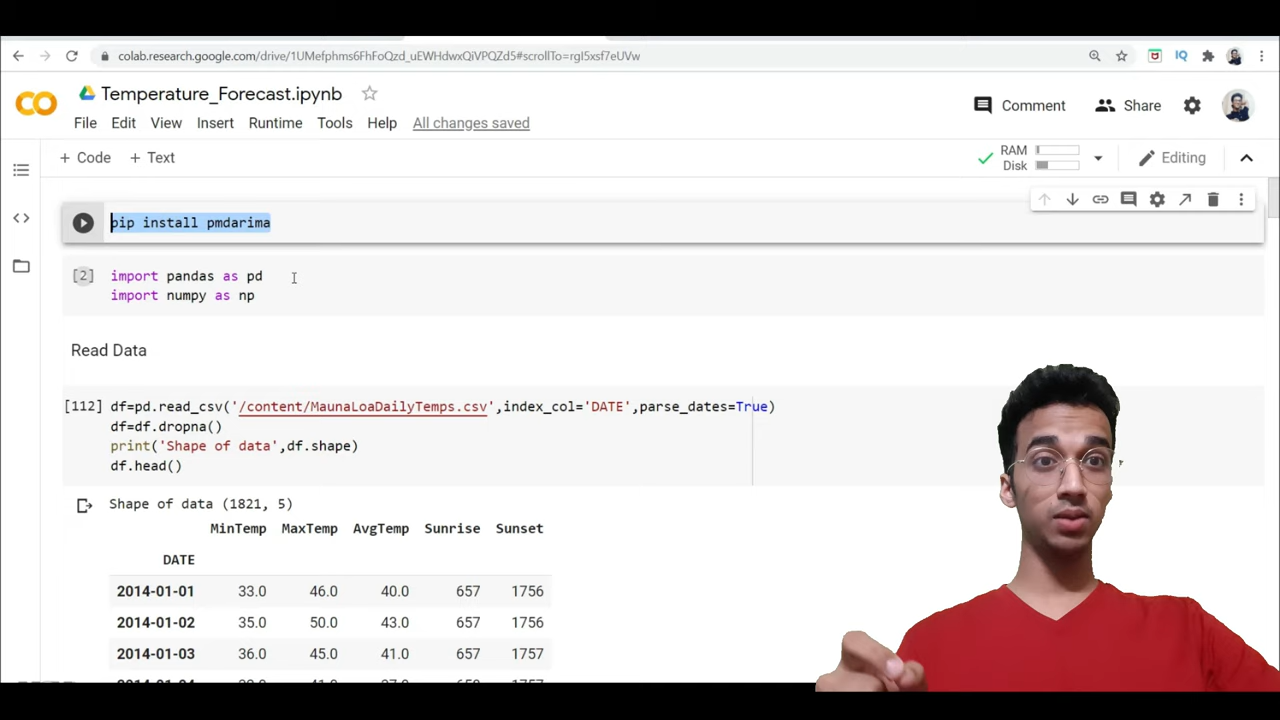 colab.research.google.com/drive/1UMefphms6FhFoQzd_uEWHdwxQiVPQZd5#scrollTo=rgI5xsf7eUVw
IQ
CO
Temperature_Forecast.ipynb
Comment
Share
File Edit View Insert Runtime Tools Help All changes saved
+ Code + Text
RAM
Disk
Editing
pip install pmdarima
[2]
import pandas as pd
import numpy as np
Read Data
[112]
df=pd.read_csv('/content/MaunaLoaDailyTemps.csv',index_col='DATE',parse_dates=True)
df=df.dropna()
print('Shape of data',df.shape)
df.head()
Shape of data (1821, 5)
MinTemp MaxTemp AvgTemp Sunrise Sunset
DATE
2014-01-01 33.0 46.0 40.0 657 1756
2014-01-02 35.0 50.0 43.0 657 1756
2014-01-03 36.0 45.0 41.0 657 1757